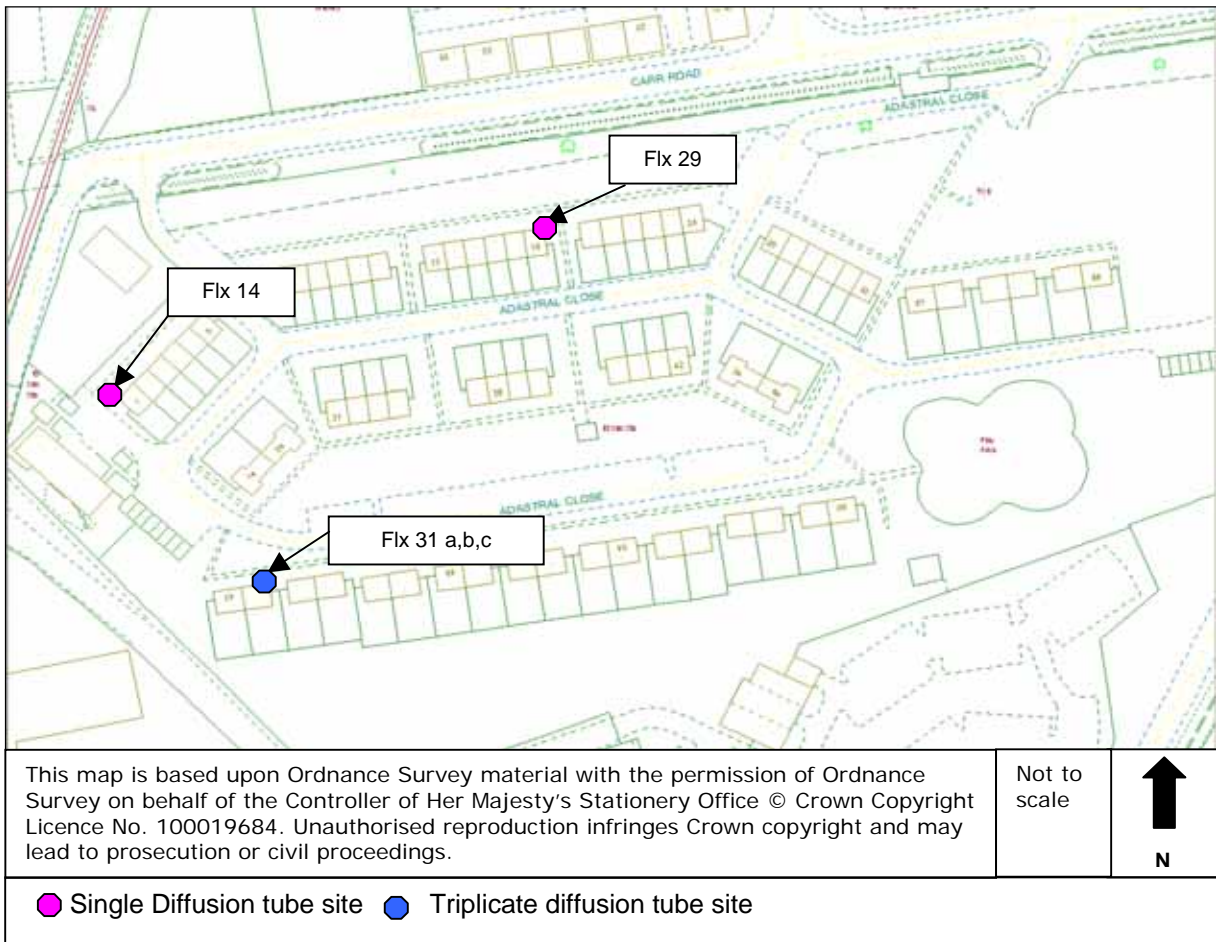 CARR ROAD
ADASTRAL CLOSE
Flx 29
Flx 14
ADASTRAL CLOSE
ADASTRAL CLOSE
Flx 31 a,b,c
This map is based upon Ordnance Survey material with the permission of Ordnance
Survey on behalf of the Controller of Her Majesty's Stationery Office © Crown Copyright
Licence No. 100019684. Unauthorised reproduction infringes Crown copyright and may
lead to prosecution or civil proceedings.
Not to
scale
N
Single Diffusion tube site
Triplicate diffusion tube site